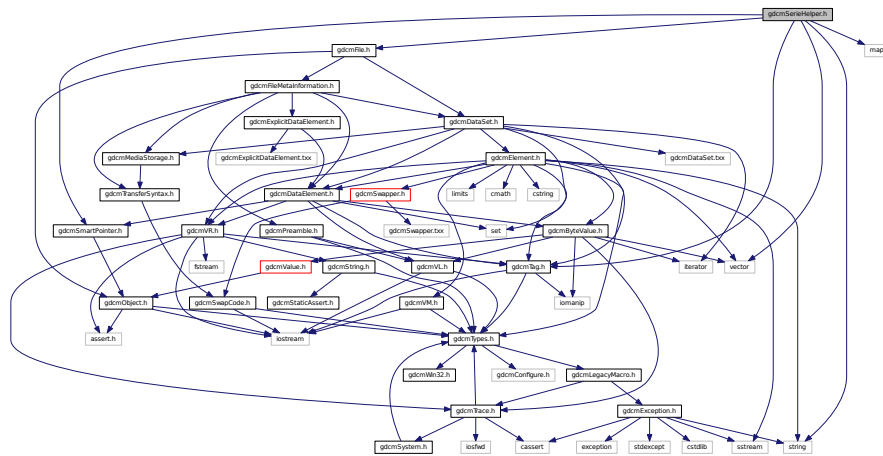 gdcmSerieHelper.h
gdcmFile.h
map
gdcmFileMetaInformation.h
gdcmExplicitDataElement.h
gdcmDataSet.h
gdcmMediaStorage.h
gdcmExplicitDataElement.txx
gdcmElement.h
gdcmDataSet.txx
gdcmTransferSyntax.h
gdcmDataElement.h
gdcmSwapper.h
limits
cmath
cstring
gdcmSmartPointer.h
gdcmVR.h
gdcmPreamble.h
gdcmSwapper.txx
set
gdcmByteValue.h
fstream
gdcmValue.h
gdcmString.h
gdcmVL.h
gdcmTag.h
iterator
vector
gdcmObject.h
gdcmSwapCode.h
gdcmStaticAssert.h
gdcmVM.h
iomanip
assert.h
iostream
gdcmTypes.h
gdcmWin32.h
gdcmConfigure.h
gdcmLegacyMacro.h
gdcmTrace.h
gdcmException.h
gdcmSystem.h
iosfwd
cassert
exception
stdexcept
cstdlib
sstream
string